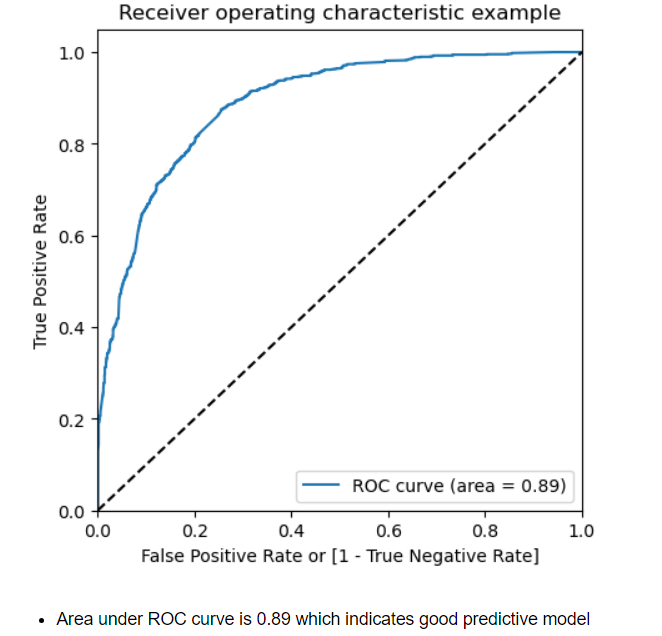 Receiver operating characteristic example
True Positive Rate
1.0
0.8
0.6
0.4
0.2
0.0
ROC curve (area = 0.89)
0.0 0.2 0.4 0.6 0.8 1.0
False Positive Rate or [1 - True Negative Rate]
• Area under ROC curve is 0.89 which indicates good predictive model